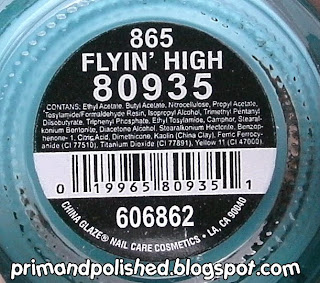 865
FLYIN' HIGH
80935
CONTANS: Ethyl Acetate, Butyl Acetate, Nitrocellulose, Propyl Acetate,
Tosylamide/Formaldehyde Resin, Isopropyl Alcohol, Trimethyl Pentanyl
Diisobutyrate, Triphenyl Phosphate, Ethyl Tosylamide, Camphor, Stearal-
konium Bentonite, Diacetone Alcohol, Stearalkonium Hectorite, Benzophe-
none-1, Citric Acid, Dimethicone, Kaolin (China Clay), Ferric Ferrocy-
anide (CI 77510), Titanium Dioxide (CI 77891), Yellow 11 (CI 47000).
0 19965 80935 1
606862
CHINA GLAZE® NAIL CARE COSMETICS • LA, CA 90040
primandpolished.blogspot.com